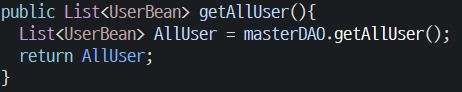 public List<UserBean> getAllUser(){
  List<UserBean> AllUser = masterDAO.getAllUser();
  return AllUser;
}